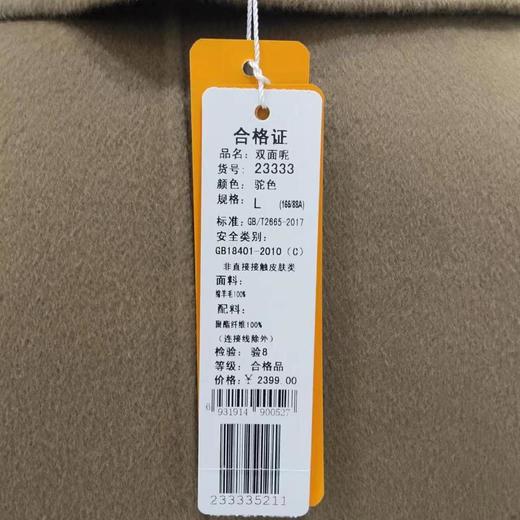 合格证
品名：双面呢
货号：23333
颜色：驼色
规格：L (166/88A)
标准：GB/T2665-2017
安全类别：
GB18401-2010（C）
非直接接触皮肤类
面料：
绵羊毛100%
配料：
聚酯纤维100%
（连接线除外）
检验：验8
等级：合格品
价格：￥2399.00
6 931914 900527
233335211